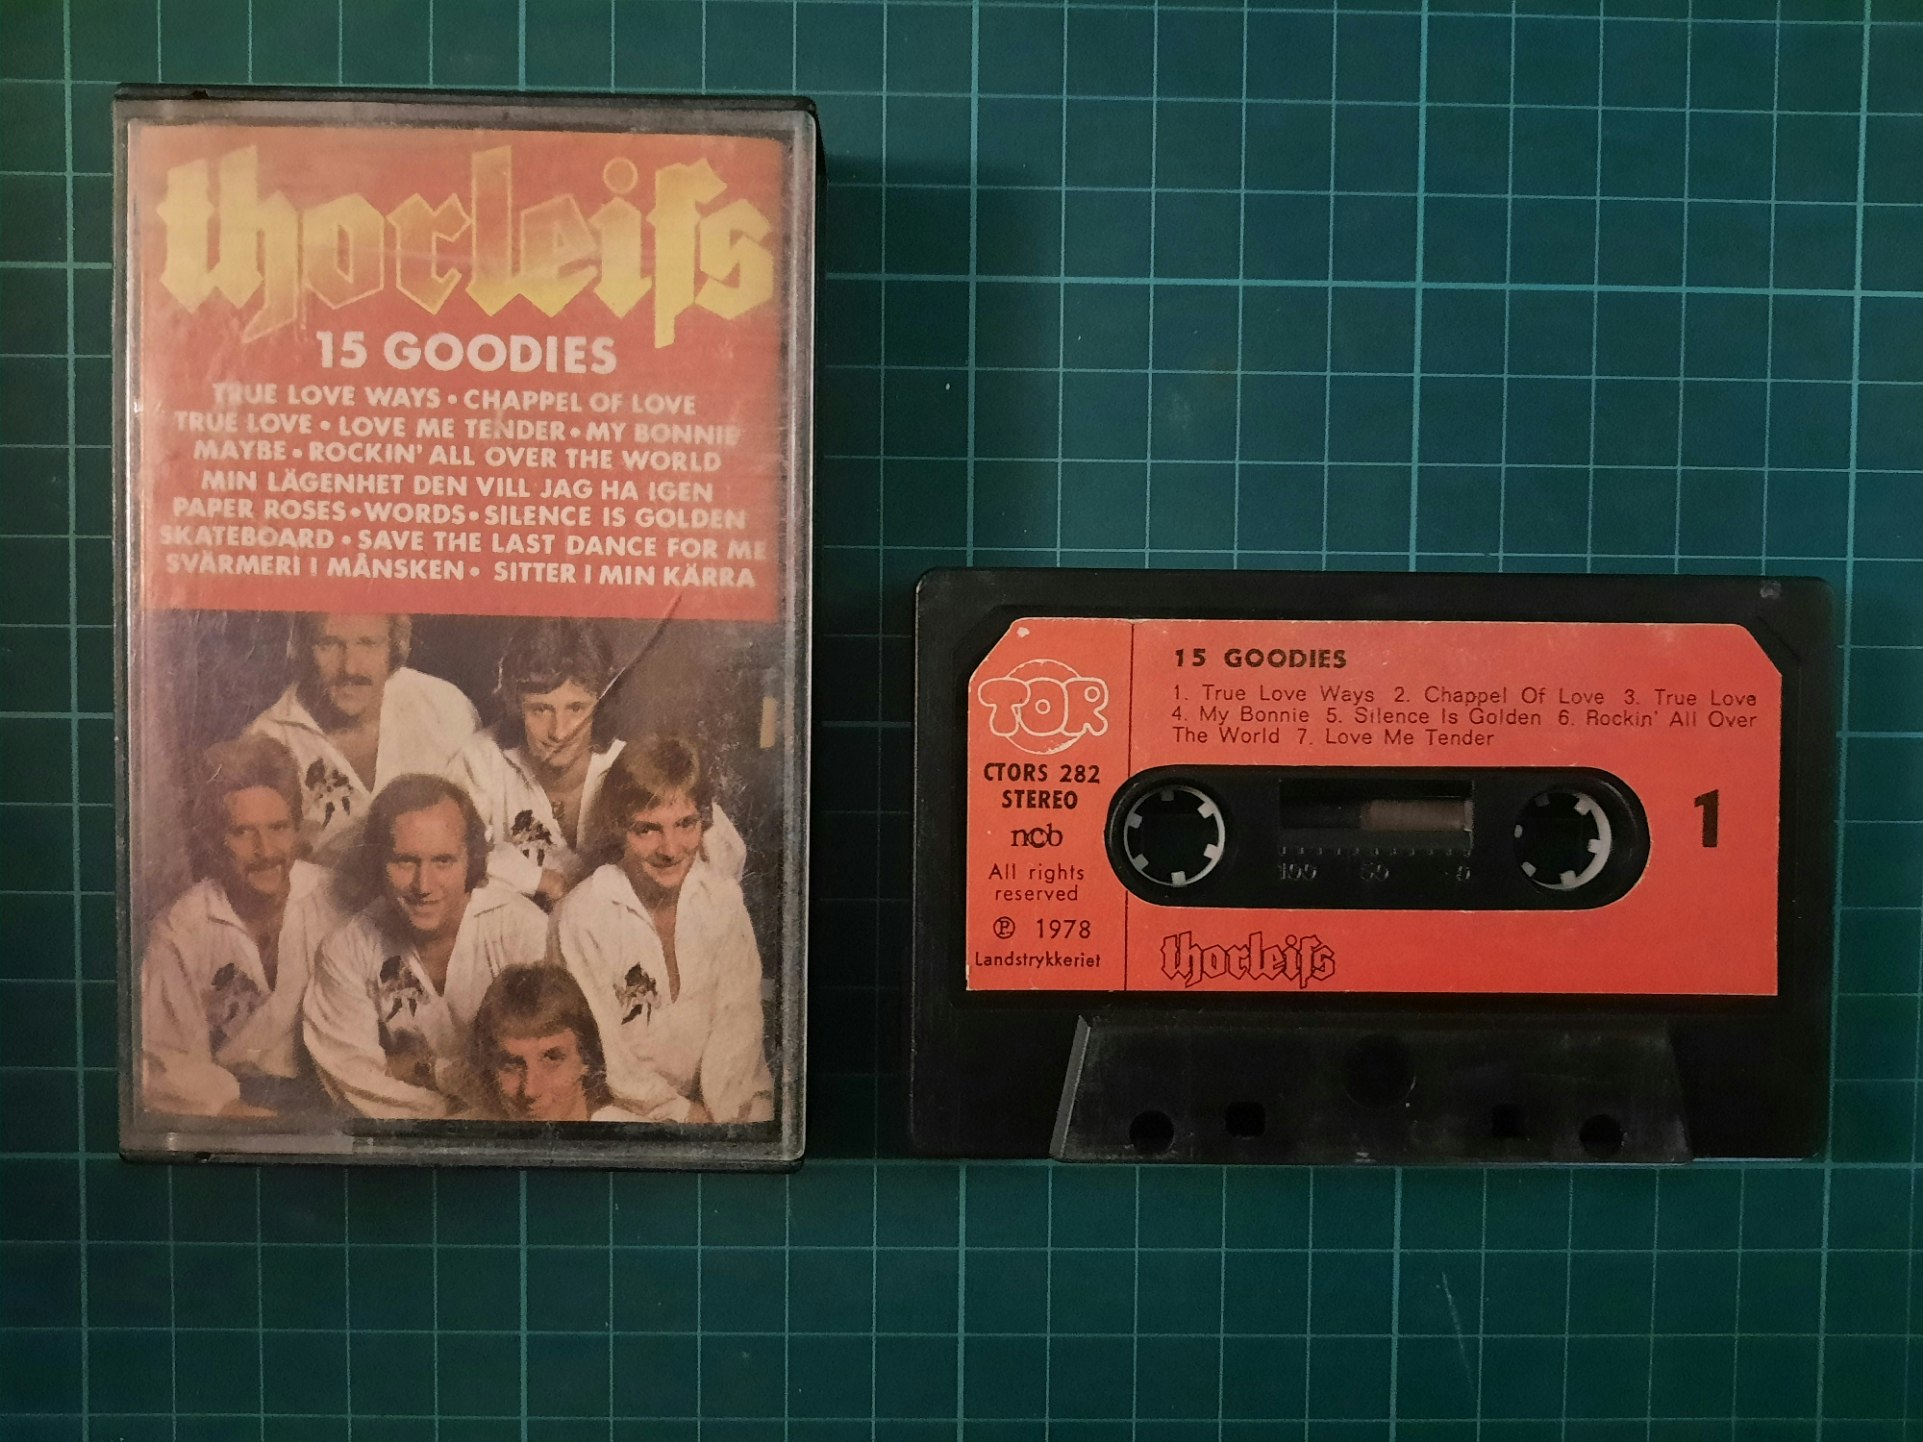 thorleifs
15 GOODIES
TRUE LOVE WAYS • CHAPPEL OF LOVE
TRUE LOVE • LOVE ME TENDER • MY BONNIE
MAYBE • ROCKIN' ALL OVER THE WORLD
MIN LÄGENHET DEN VILL JAG HA IGEN
PAPER ROSES • WORDS • SILENCE IS GOLDEN
SKATEBOARD • SAVE THE LAST DANCE FOR ME
SVÄRMERI I MÅNSKEN • SITTER I MIN KÄRRA
TOR
CTORS 282
STEREO
ncb
All rights
reserved
℗ 1978
Landstrykkeriet
15 GOODIES
1. True Love Ways 2. Chappel Of Love 3. True Love
4. My Bonnie 5. Silence Is Golden 6. Rockin' All Over
The World 7. Love Me Tender
1
100 50 0
thorleifs